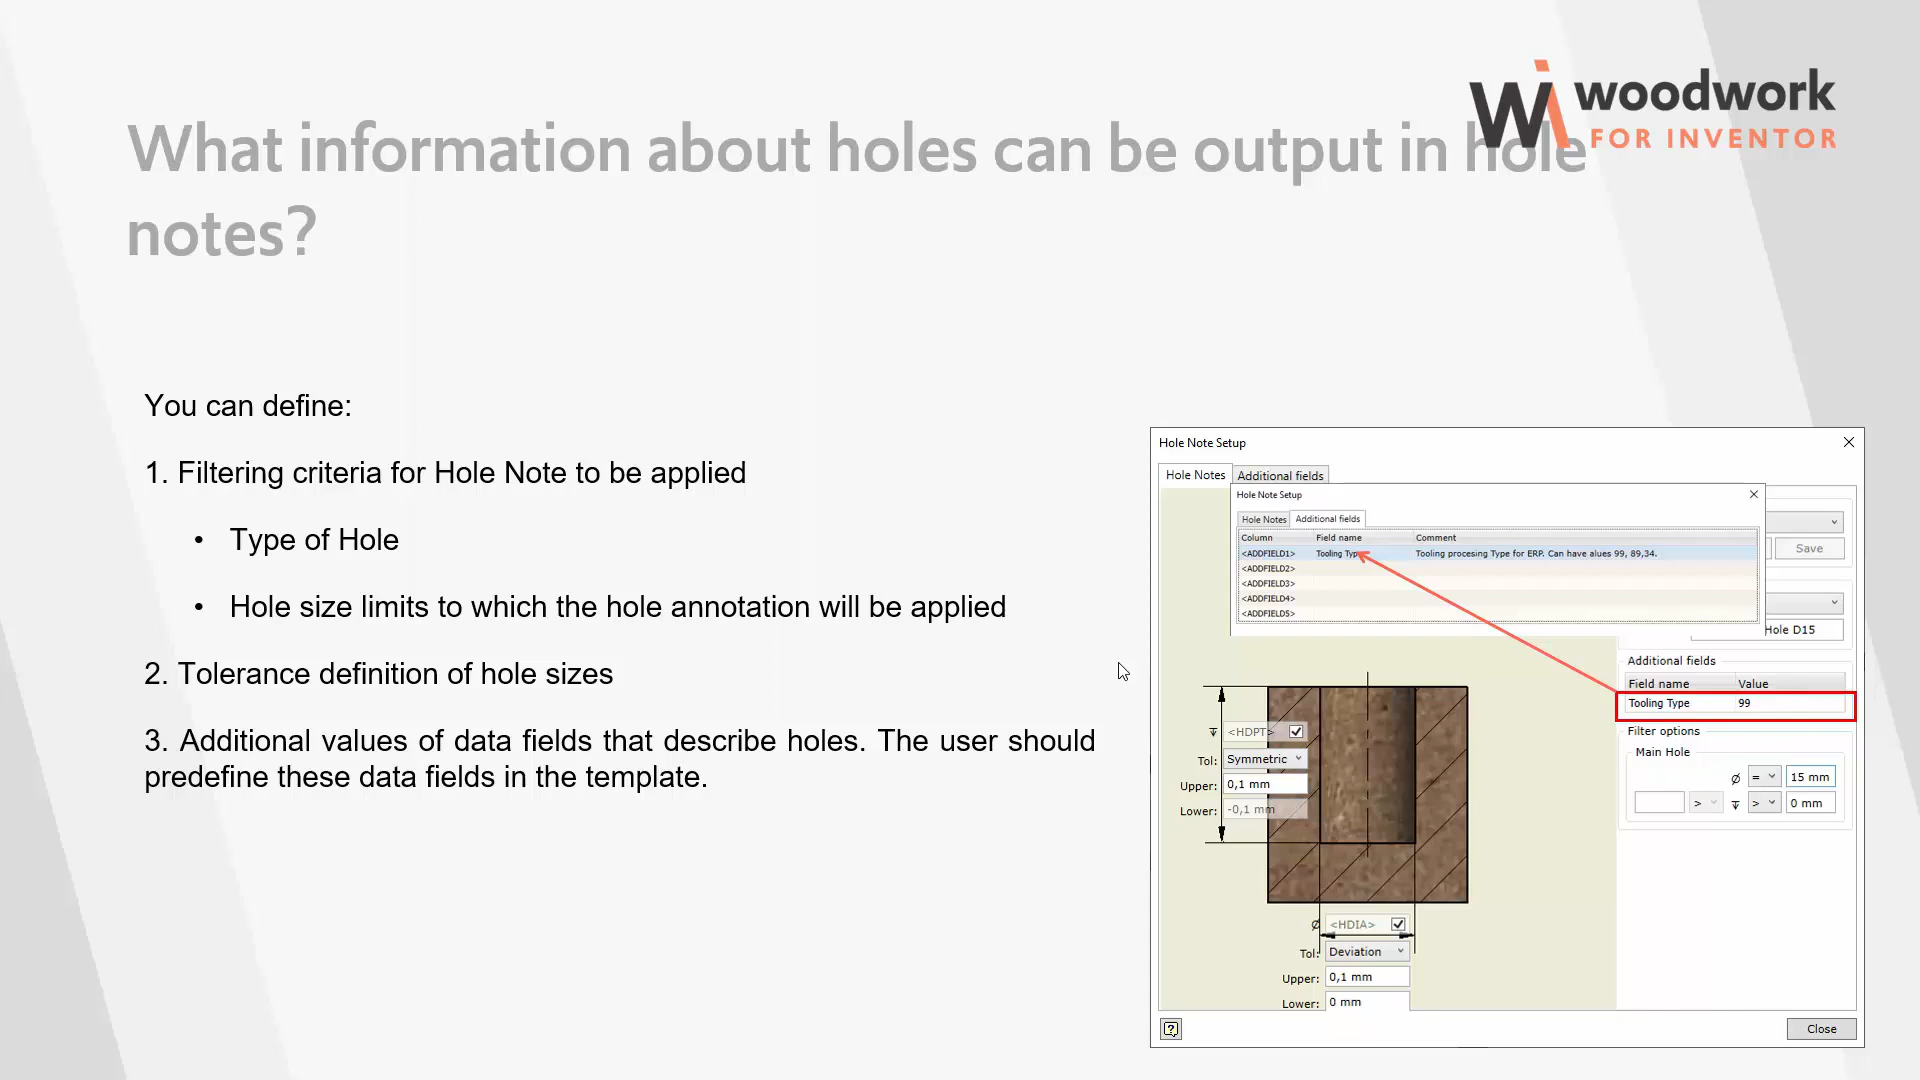 woodwork
FOR INVENTOR
What information about holes can be output in hole
notes?
You can define:
1. Filtering criteria for Hole Note to be applied
• Type of Hole
• Hole size limits to which the hole annotation will be applied
2. Tolerance definition of hole sizes
3. Additional values of data fields that describe holes. The user should
predefine these data fields in the template.
Hole Note Setup
Hole Notes Additional fields
Hole Note Setup
Hole Notes Additional fields
Column Field name Comment
<ADDFIELD1> Tooling Type Tooling procesing Type for ERP. Can have alues 99, 89,34.
<ADDFIELD2>
<ADDFIELD3>
<ADDFIELD4>
<ADDFIELD5>
Save
Hole D15
Additional fields
Field name Value
Tooling Type 99
Filter options
Main Hole
⌀ = 15 mm
> > 0 mm
<HDPT>
Tol: Symmetric
Upper: 0,1 mm
Lower: -0,1 mm
⌀ <HDIA>
Tol: Deviation
Upper: 0,1 mm
Lower: 0 mm
? Close